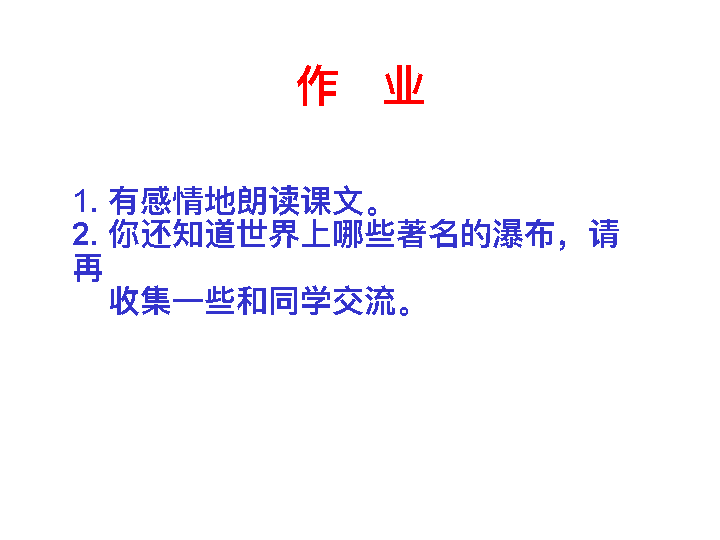 作 业
1. 有感情地朗读课文。
2. 你还知道世界上哪些著名的瀑布，请
再
收集一些和同学交流。